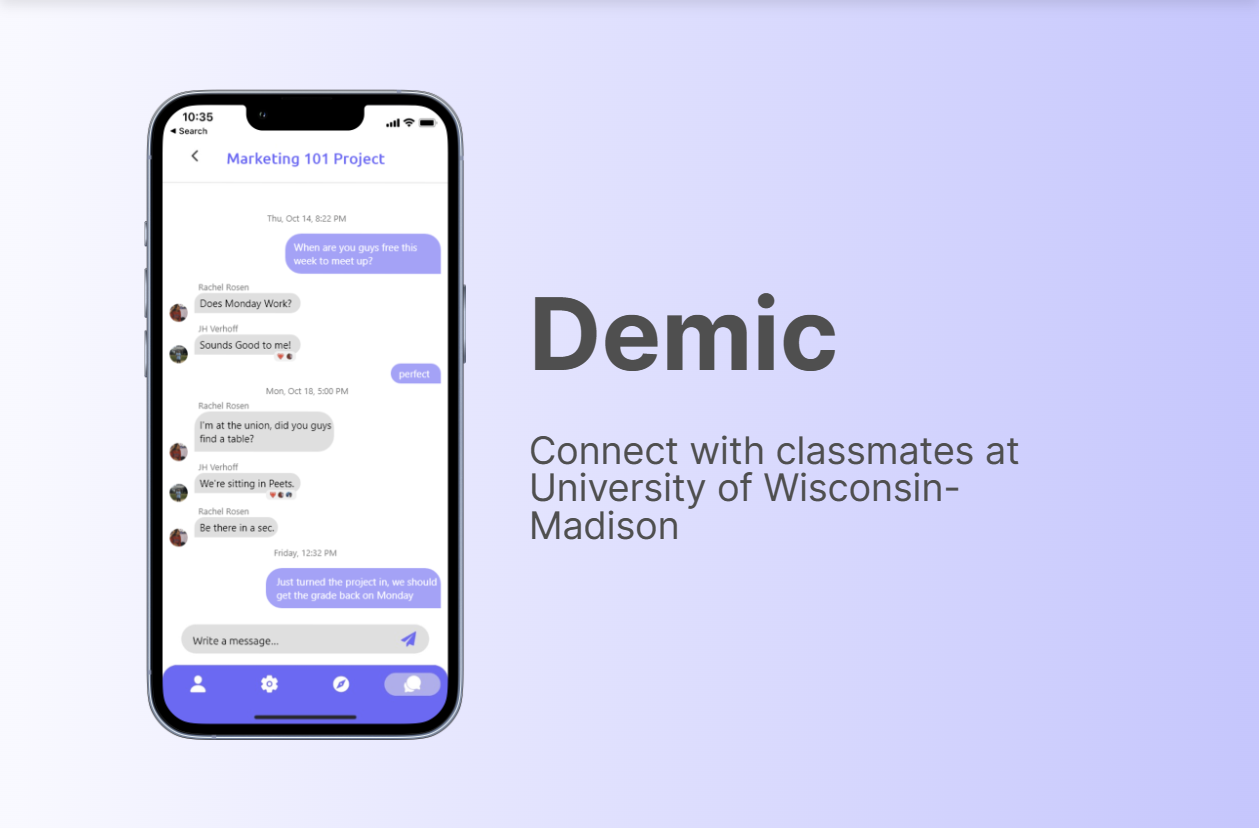 10:35
◀ Search
Marketing 101 Project
Thu, Oct 14, 8:22 PM
When are you guys free this
week to meet up?
Rachel Rosen
Does Monday Work?
JH Verhoff
Sounds Good to me!
perfect
Mon, Oct 18, 5:00 PM
Rachel Rosen
I'm at the union, did you guys
find a table?
JH Verhoff
We're sitting in Peets.
Rachel Rosen
Be there in a sec.
Friday, 12:32 PM
Just turned the project in, we should
get the grade back on Monday
Write a message...
Demic
Connect with classmates at
University of Wisconsin-
Madison